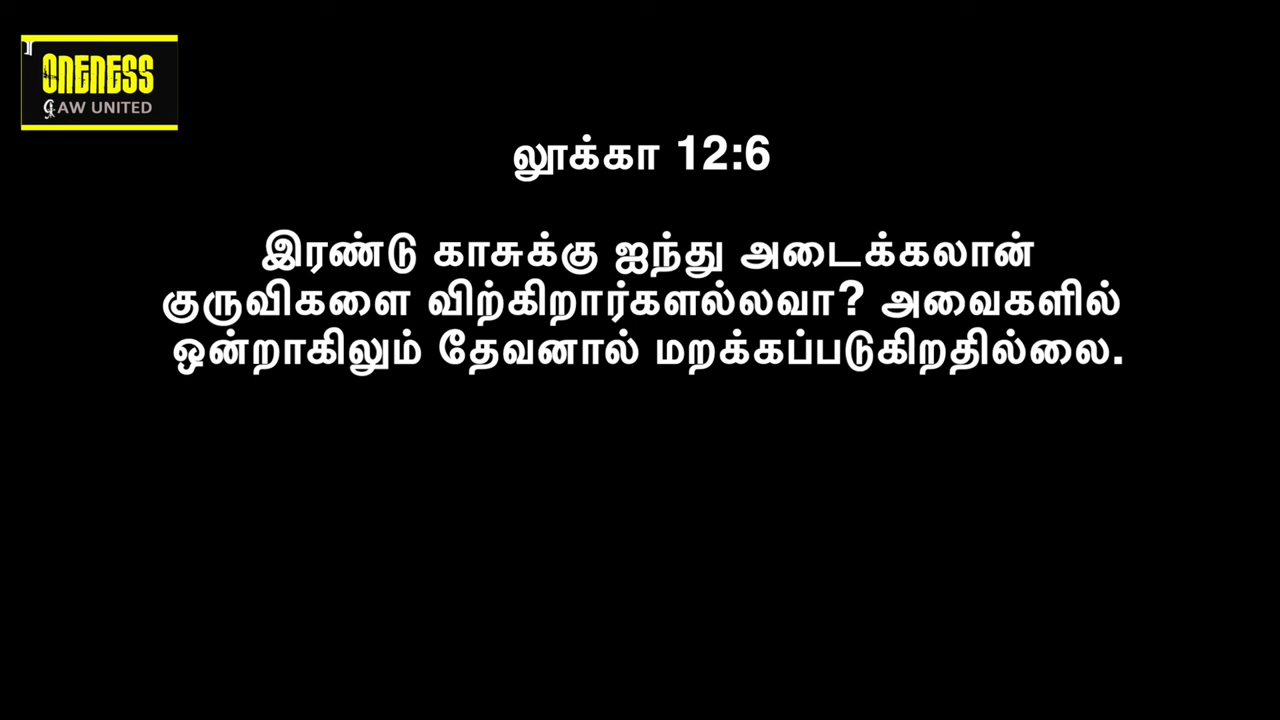 ONENESS
LAW UNITED
லூக்கா 12:6
இரண்டு காசுக்கு ஐந்து அடைக்கலான்
குருவிகளை விற்கிறார்களல்லவா? அவைகளில்
ஒன்றாகிலும் தேவனால் மறக்கப்படுகிறதில்லை.